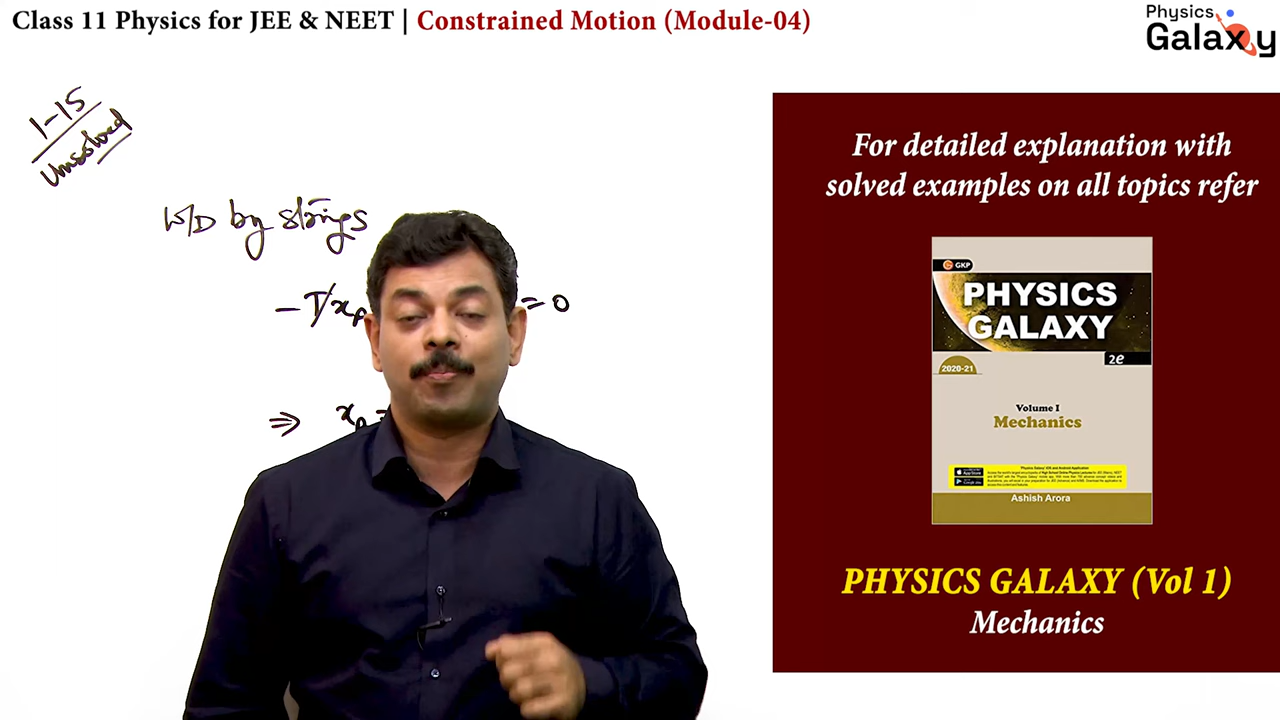 Class 11 Physics for JEE & NEET | Constrained Motion (Module-04)
Physics
Galaxy
1-15
Unsolved
W/D by strings
- T/x
= 0
⇒ x
For detailed explanation with
solved examples on all topics refer
GKP
PHYSICS
GALAXY
2e
2020-21
Volume I
Mechanics
Ashish Arora
PHYSICS GALAXY (Vol 1)
Mechanics